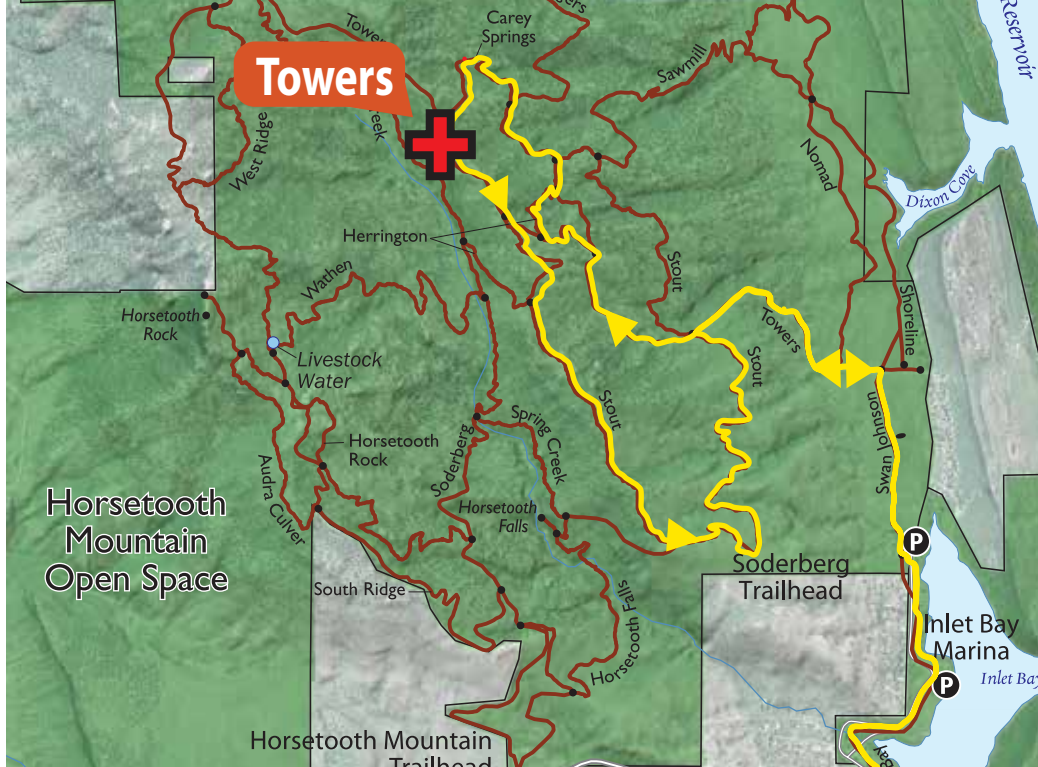 Reservoir
Carey
Springs
Towers
Sawmill
West Ridge
Nomad
Dixon Cove
Herrington
Wathen
Stout
Horsetooth
Rock
Livestock
Water
Towers
Shoreline
Stout
Stout
Swan Johnson
Horsetooth
Rock
Soderberg
Spring Creek
Audra Culver
Horsetooth
Falls
Horsetooth
Mountain
Open Space
P
Soderberg
Trailhead
South Ridge
Horsetooth Falls
Inlet Bay
Marina
P
Inlet Bay
Horsetooth Mountain
Trailhead
Bay